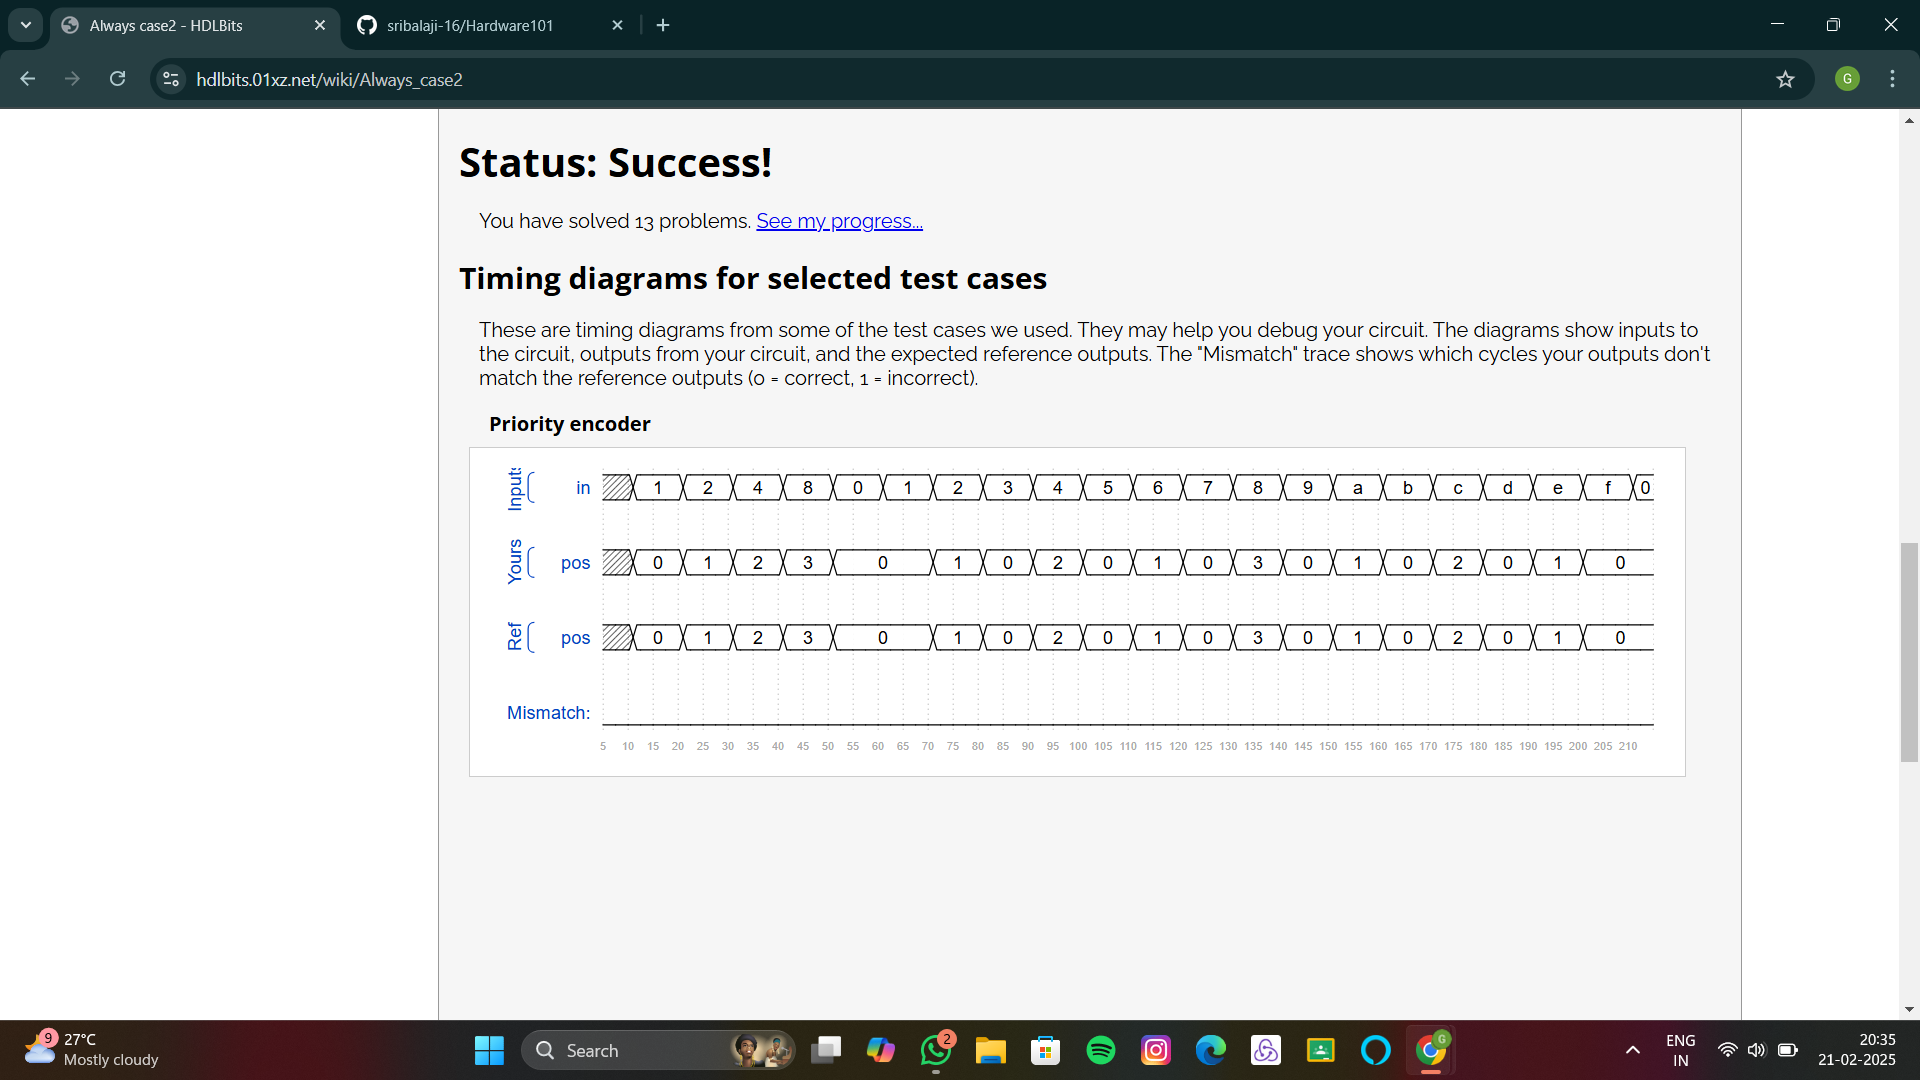 Always case2 - HDLBits
sribalaji-16/Hardware101
hdlbits.01xz.net/wiki/Always_case2
G
Status: Success!
You have solved 13 problems. See my progress...
Timing diagrams for selected test cases
These are timing diagrams from some of the test cases we used. They may help you debug your circuit. The diagrams show inputs to
the circuit, outputs from your circuit, and the expected reference outputs. The "Mismatch" trace shows which cycles your outputs don't
match the reference outputs (0 = correct, 1 = incorrect).
Priority encoder
Inputs in 1 2 4 8 0 1 2 3 4 5 6 7 8 9 a b c d e f 0
Yours pos 0 1 2 3 0 1 0 2 0 1 0 3 0 1 0 2 0 1 0
Ref pos 0 1 2 3 0 1 0 2 0 1 0 3 0 1 0 2 0 1 0
Mismatch:
5 10 15 20 25 30 35 40 45 50 55 60 65 70 75 80 85 90 95 100 105 110 115 120 125 130 135 140 145 150 155 160 165 170 175 180 185 190 195 200 205 210
9
27°C
Mostly cloudy
Search
2
G
ENG
IN
20:35
21-02-2025